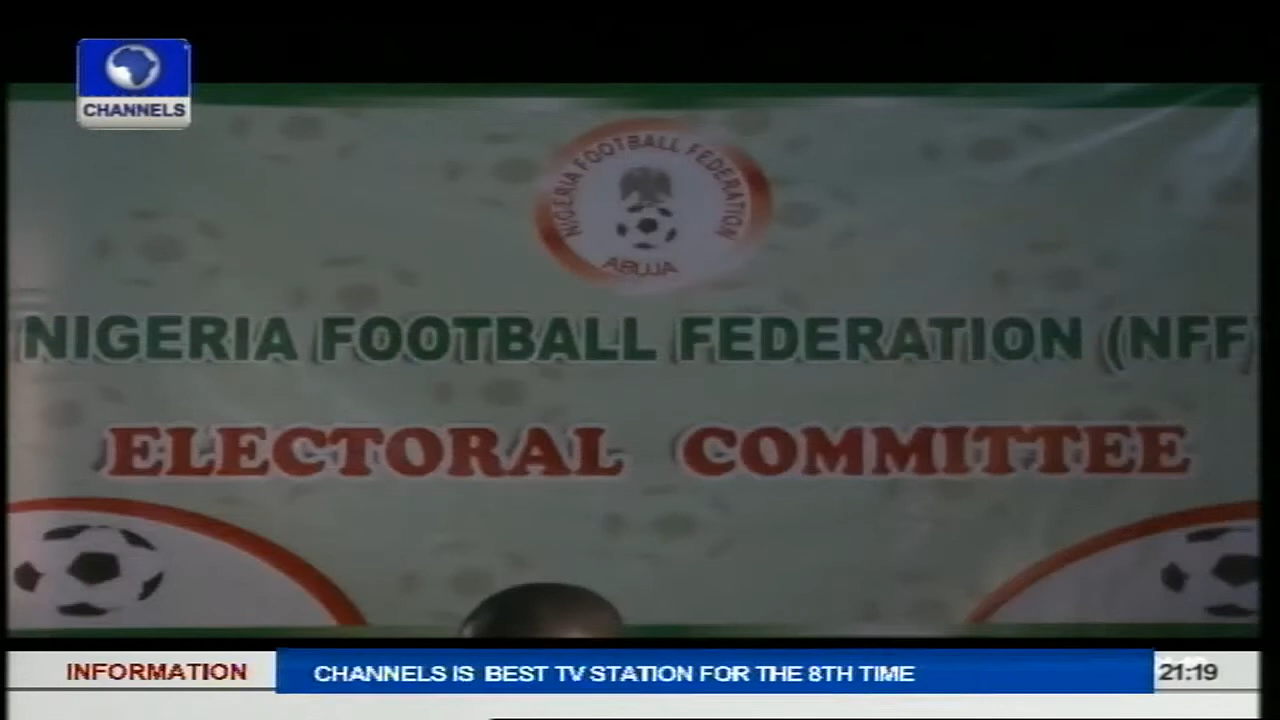 CHANNELS
NIGERIA FOOTBALL FEDERATION
ABUJA
NIGERIA FOOTBALL FEDERATION (NFF)
ELECTORAL COMMITTEE
INFORMATION
CHANNELS IS BEST TV STATION FOR THE 8TH TIME
21:19